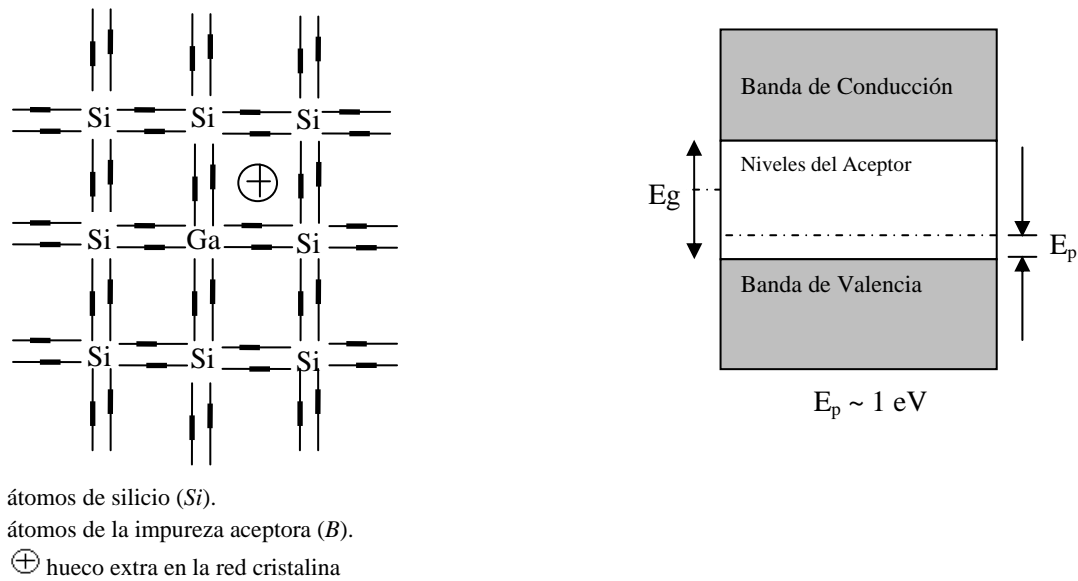 Si Si Si
Si Ga Si
Si Si Si
átomos de silicio (Si).
átomos de la impureza aceptora (B).
hueco extra en la red cristalina
Banda de Conducción
Niveles del Aceptor
Eg
Ep
Banda de Valencia
Ep ~ 1 eV